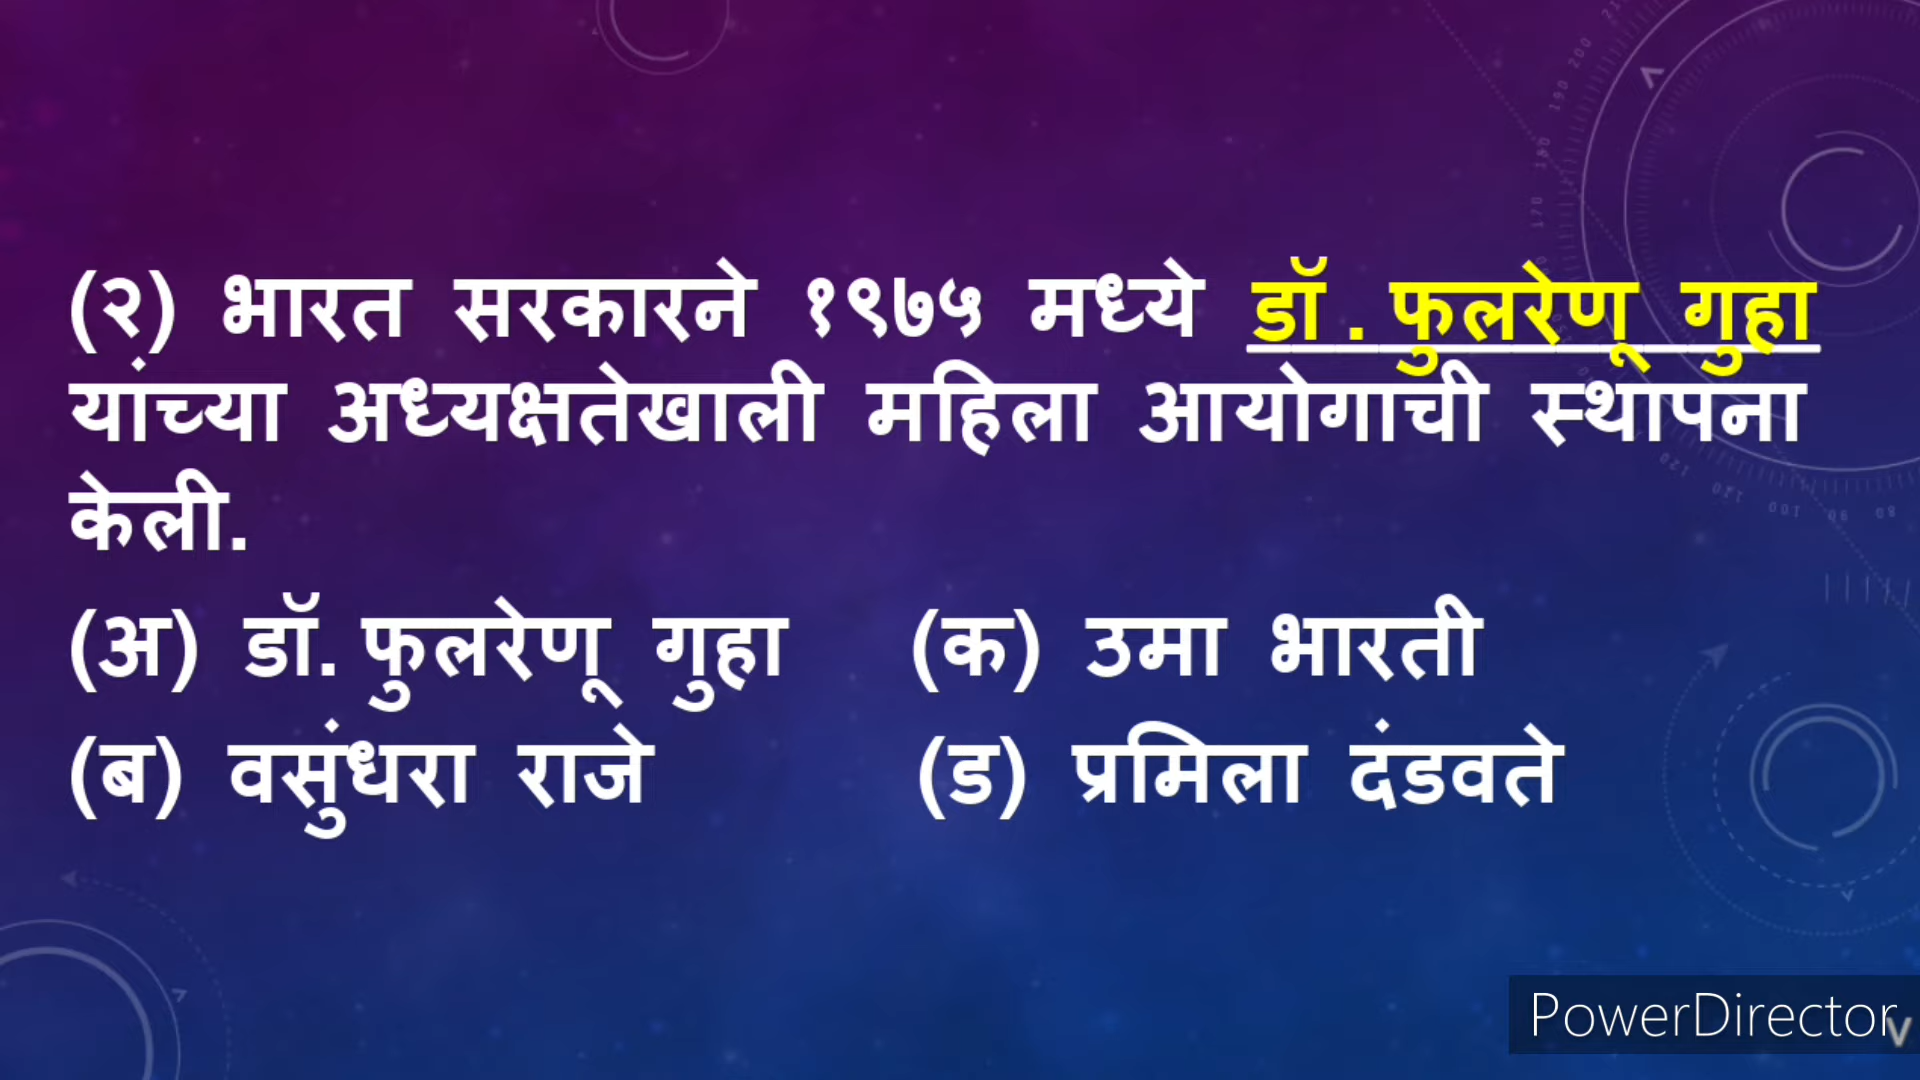 (२) भारत सरकारने १९७५ मध्ये डॉ. फुलरेणू गुहा
यांच्या अध्यक्षतेखाली महिला आयोगाची स्थापना
केली.
(अ) डॉ. फुलरेणू गुहा (क) उमा भारती
(ब) वसुंधरा राजे (ड) प्रमिला दंडवते
PowerDirector